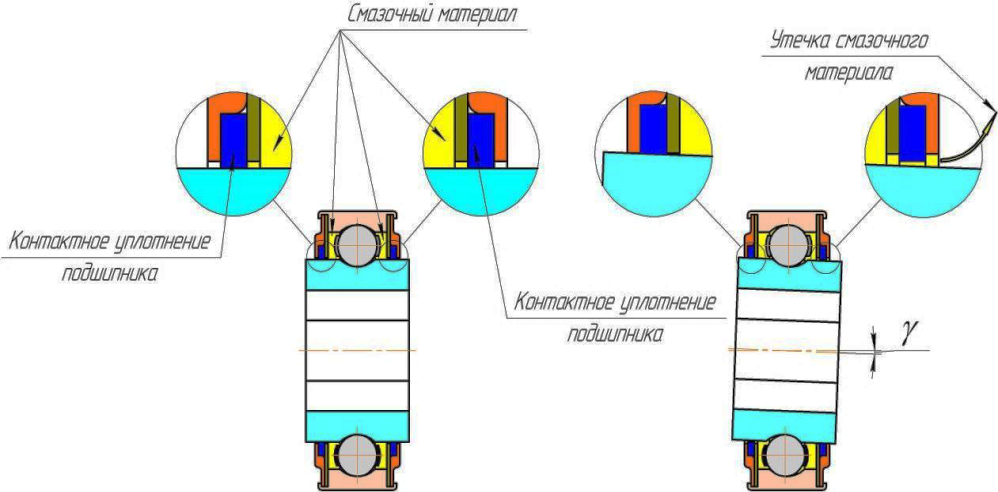 Смазочный материал
Утечка смазочного
материала
Контактное уплотнение
подшипника
Контактное уплотнение
подшипника
γ